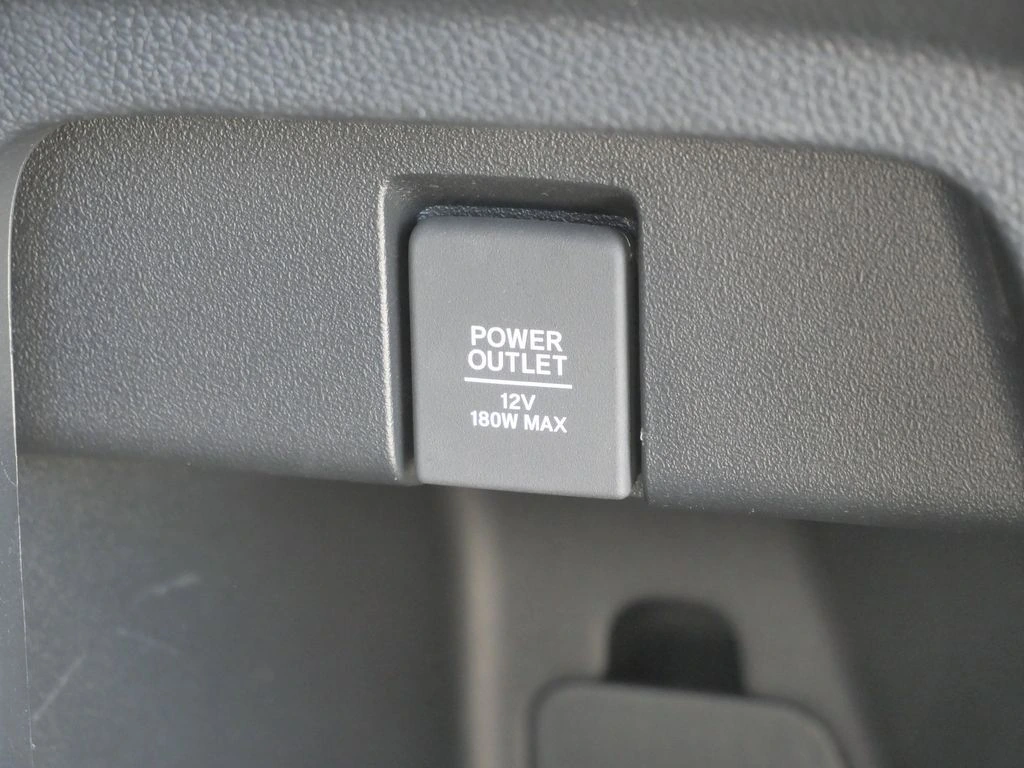 POWER
OUTLET
12V
180W MAX